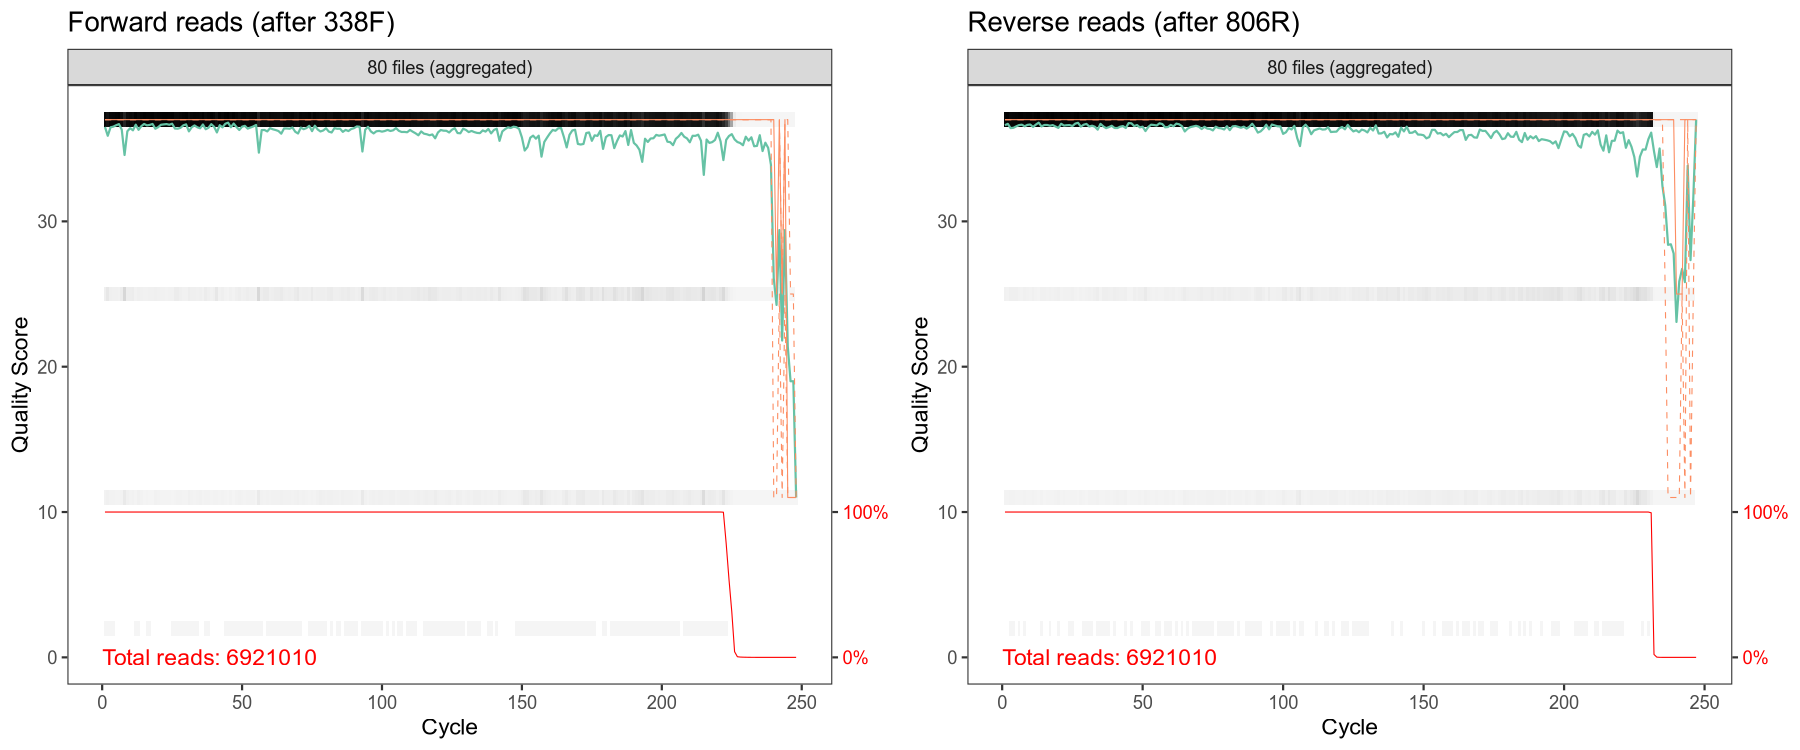 Forward reads (after 338F)
80 files (aggregated)
Quality Score
30
20
10
0
100%
0%
Total reads: 6921010
0 50 100 150 200 250
Cycle
Reverse reads (after 806R)
80 files (aggregated)
Quality Score
30
20
10
0
100%
0%
Total reads: 6921010
0 50 100 150 200 250
Cycle